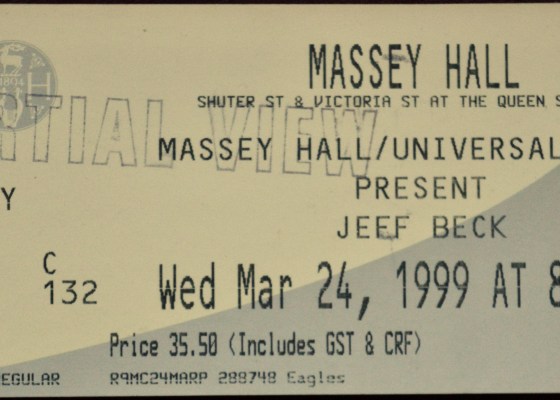 MASSEY HALL
SHUTER ST & VICTORIA ST AT THE QUEEN S
TIAL VIEW
MASSEY HALL/UNIVERSAL
PRESENT
Y
JEFF BECK
C
132
Wed Mar 24, 1999 AT 8
Price 35.50 (Includes GST & CRF)
EGULAR R9MC24MARP 288748 Eagles